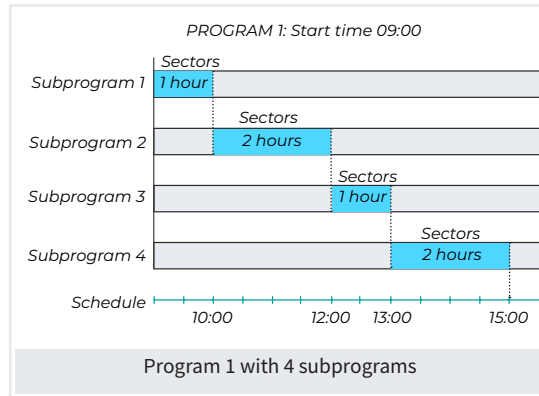 PROGRAM 1: Start time 09:00
Sectors
Subprogram 1 1 hour
Sectors
Subprogram 2 2 hours
Sectors
Subprogram 3 1 hour
Sectors
Subprogram 4 2 hours
Schedule
10:00 12:00 13:00 15:00
Program 1 with 4 subprograms